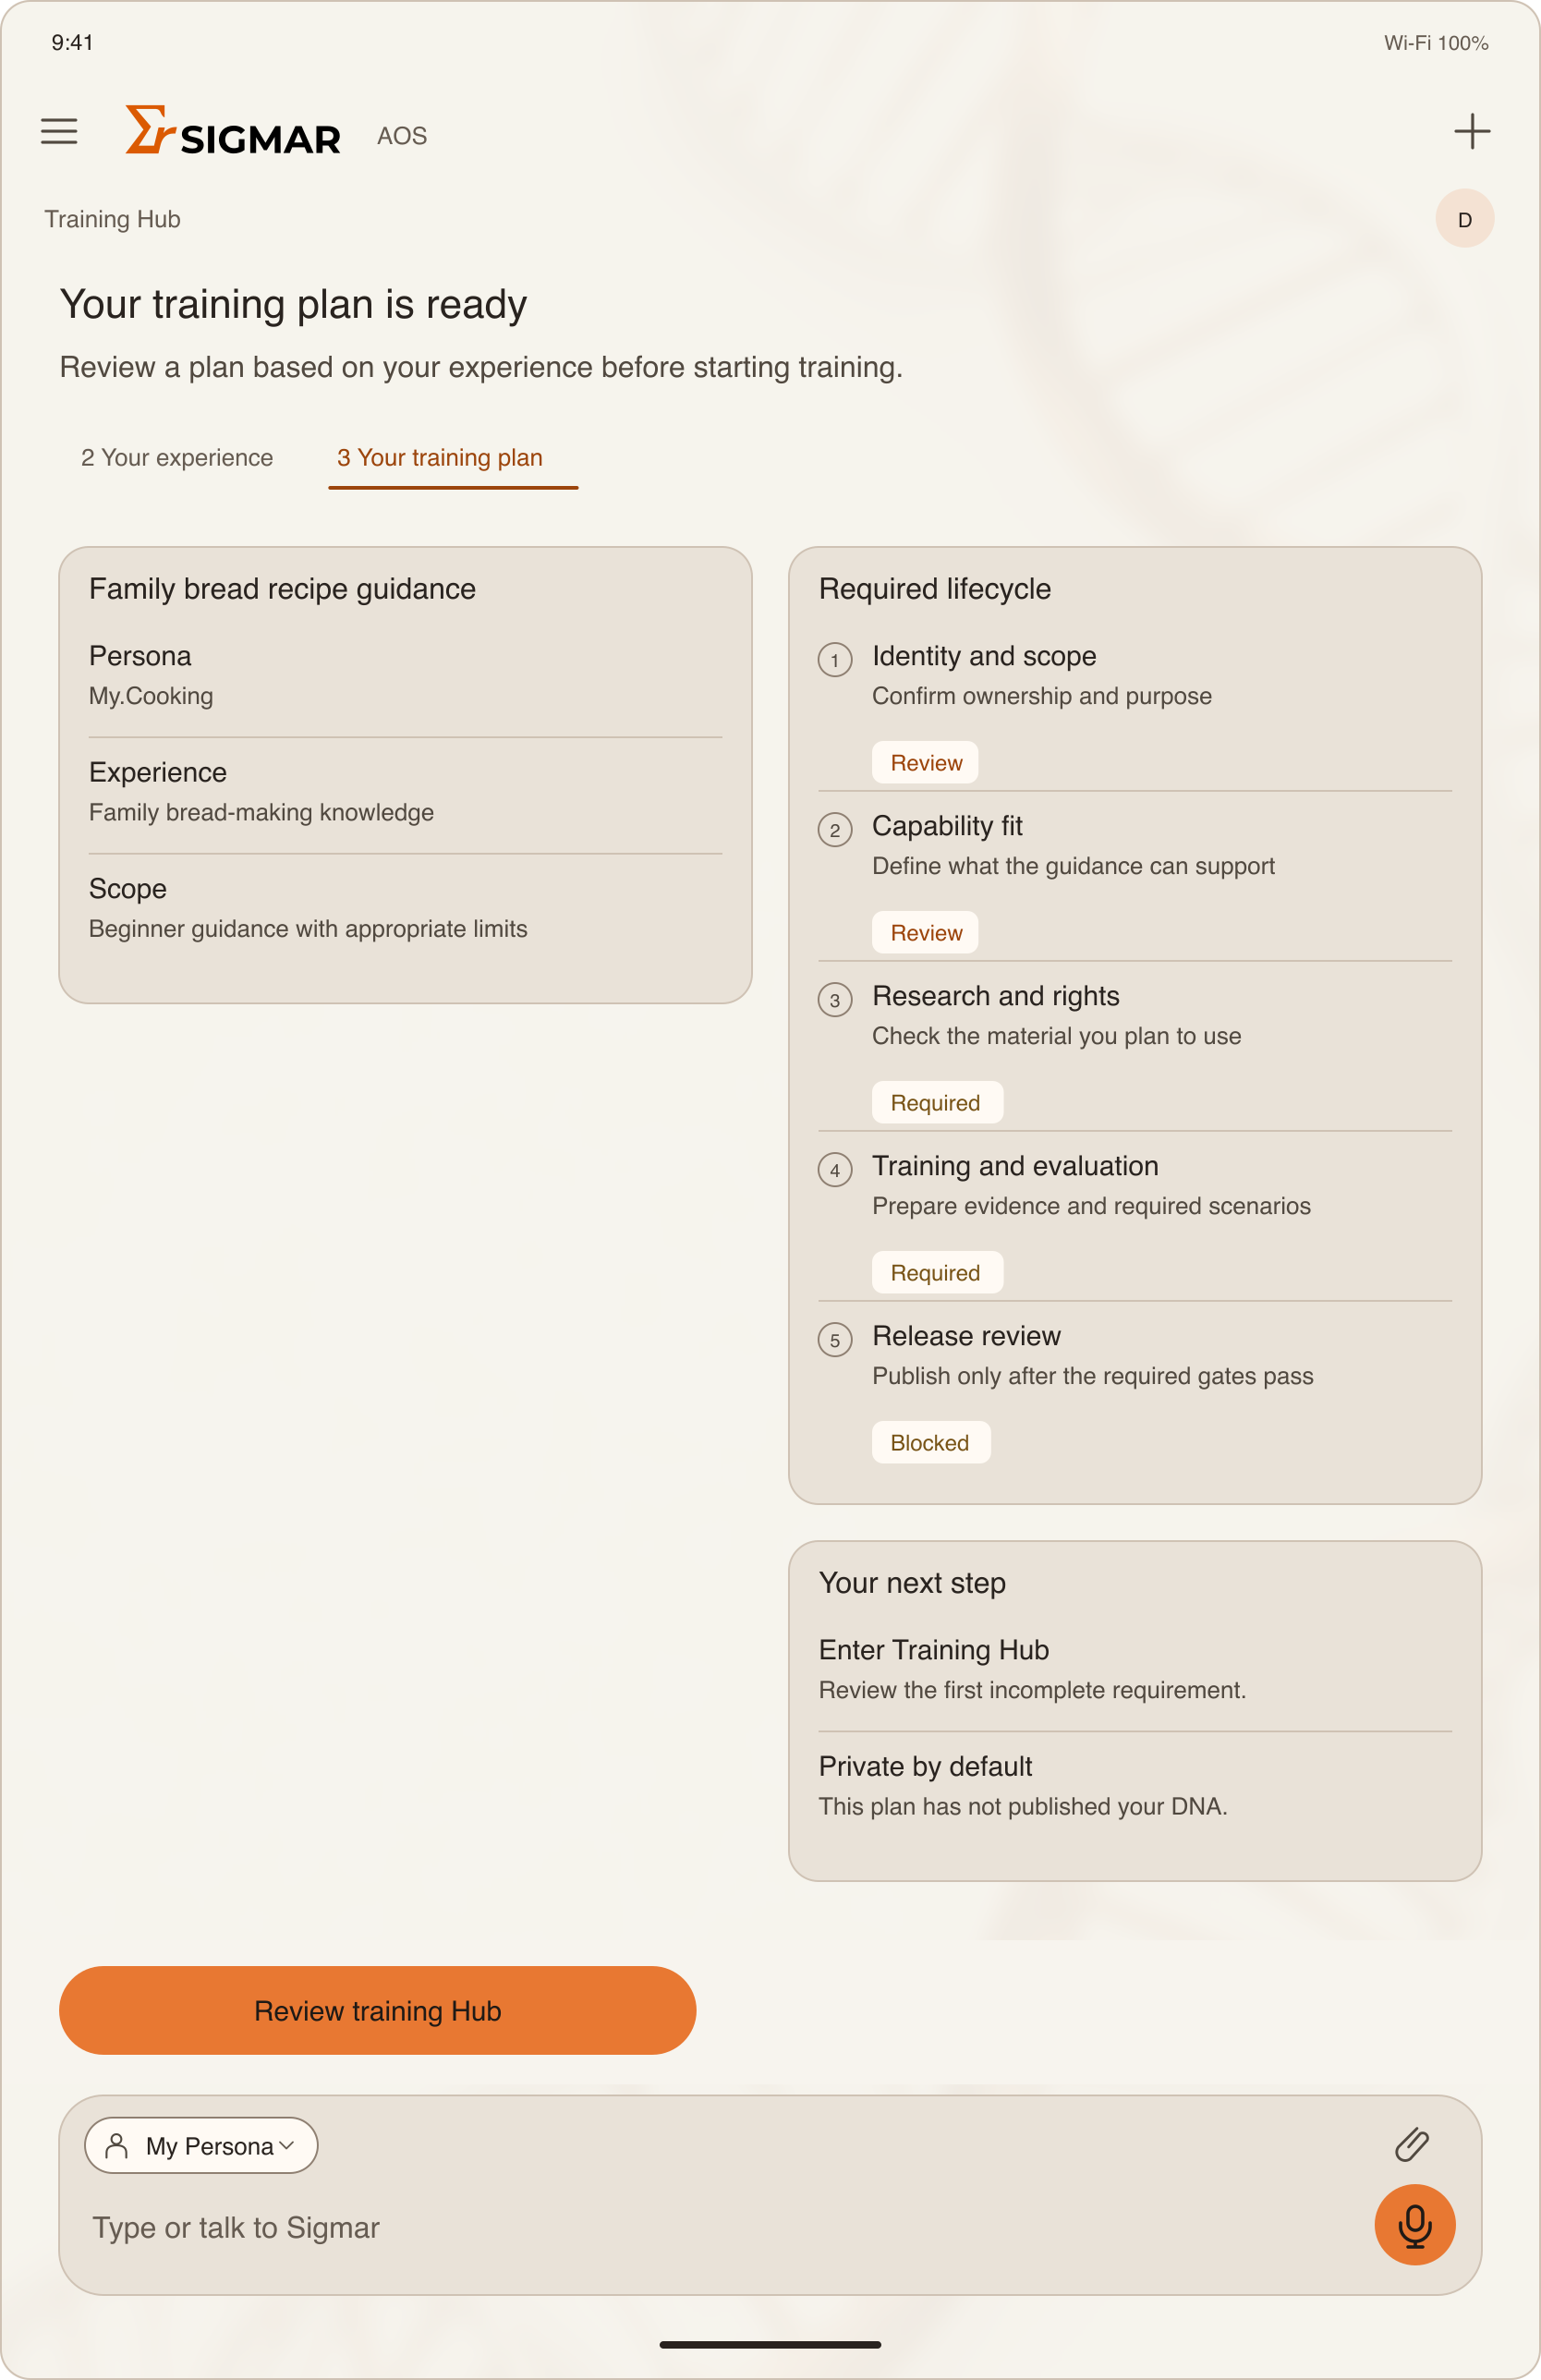 9:41
Wi-Fi 100%
Σr SIGMAR AOS
Training Hub
D
Your training plan is ready
Review a plan based on your experience before starting training.
2 Your experience
3 Your training plan
Family bread recipe guidance
Persona
My.Cooking
Experience
Family bread-making knowledge
Scope
Beginner guidance with appropriate limits
Required lifecycle
1 Identity and scope
Confirm ownership and purpose
Review
2 Capability fit
Define what the guidance can support
Review
3 Research and rights
Check the material you plan to use
Required
4 Training and evaluation
Prepare evidence and required scenarios
Required
5 Release review
Publish only after the required gates pass
Blocked
Your next step
Enter Training Hub
Review the first incomplete requirement.
Private by default
This plan has not published your DNA.
Review training Hub
My Persona
Type or talk to Sigmar